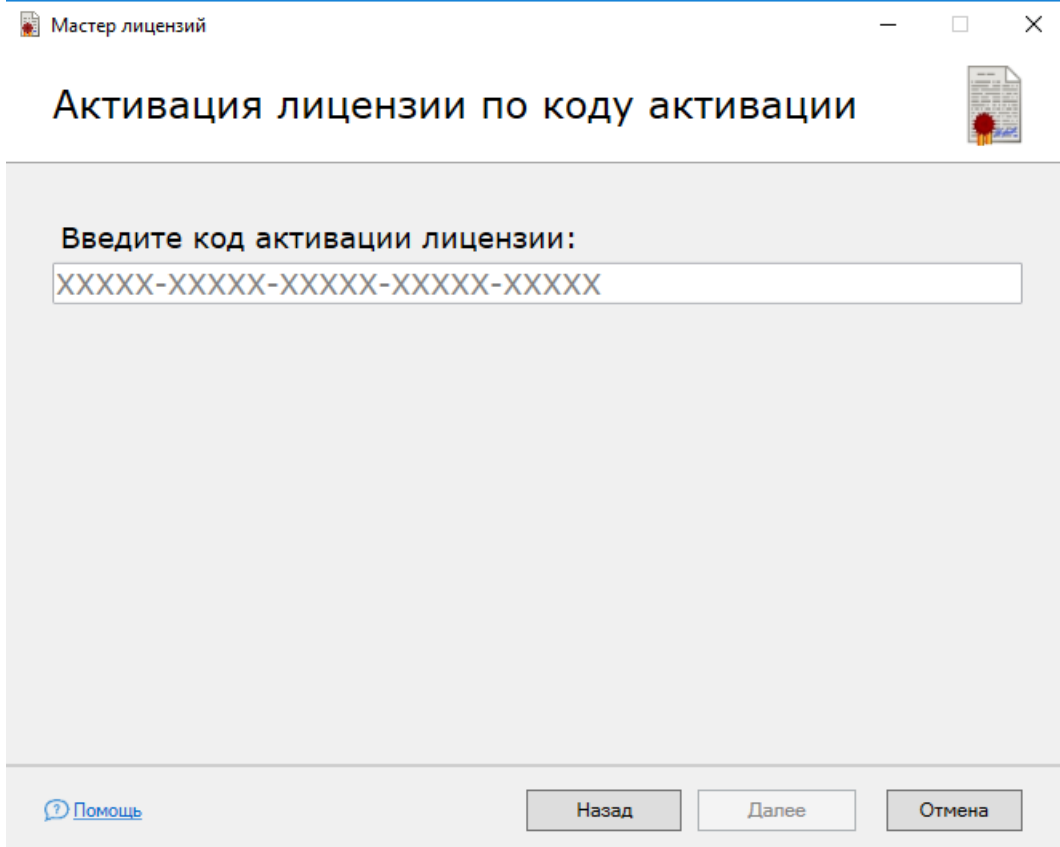 Мастер лицензий
Активация лицензии по коду активации
Введите код активации лицензии:
XXXXX-XXXXX-XXXXX-XXXXX-XXXXX
Помощь
Назад
Далее
Отмена